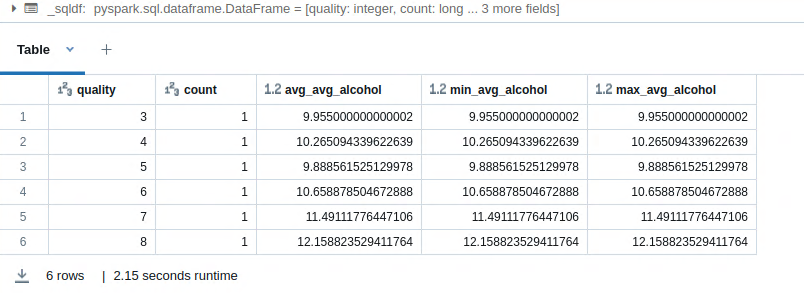 _sqldf: pyspark.sql.dataframe.DataFrame = [quality: integer, count: long ... 3 more fields]
Table +
1 2 3 quality 1 2 3 count 1.2 avg_avg_alcohol 1.2 min_avg_alcohol 1.2 max_avg_alcohol
1 3 1 9.955000000000002 9.955000000000002 9.955000000000002
2 4 1 10.265094339622639 10.265094339622639 10.265094339622639
3 5 1 9.888561525129978 9.888561525129978 9.888561525129978
4 6 1 10.658878504672888 10.658878504672888 10.658878504672888
5 7 1 11.49111776447106 11.49111776447106 11.49111776447106
6 8 1 12.158823529411764 12.158823529411764 12.158823529411764
6 rows | 2.15 seconds runtime